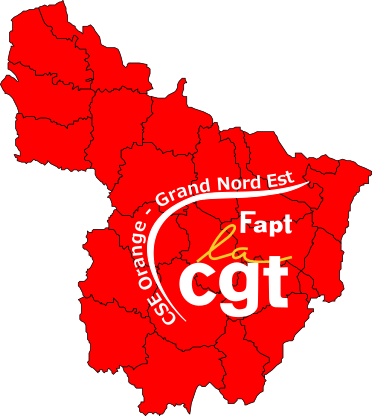 CSE Orange - Grand Nord Est
Fapt
la
cgt